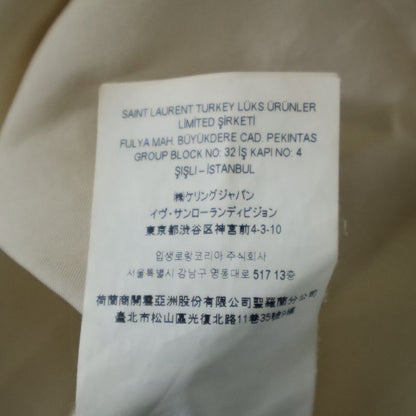 SAINT LAURENT TURKEY LÜKS ÜRÜNLER
LIMITED ŞIRKETI
FULYA MAH. BÜYÜKDERE CAD. PEKINTAS
GROUP BLOCK NO: 32 İŞ KAPI NO: 4
ŞIŞLI – ISTANBUL
㈱ケリングジャパン
イヴ・サンローランディビジョン
東京都渋谷区神宮前4-3-10
입생로랑코리아 주식회사
서울특별시 강남구 영동대로 517 13층
荷蘭商開雲亞洲股份有限公司聖羅蘭分公司
臺北市松山區光復北路11巷35號9樓